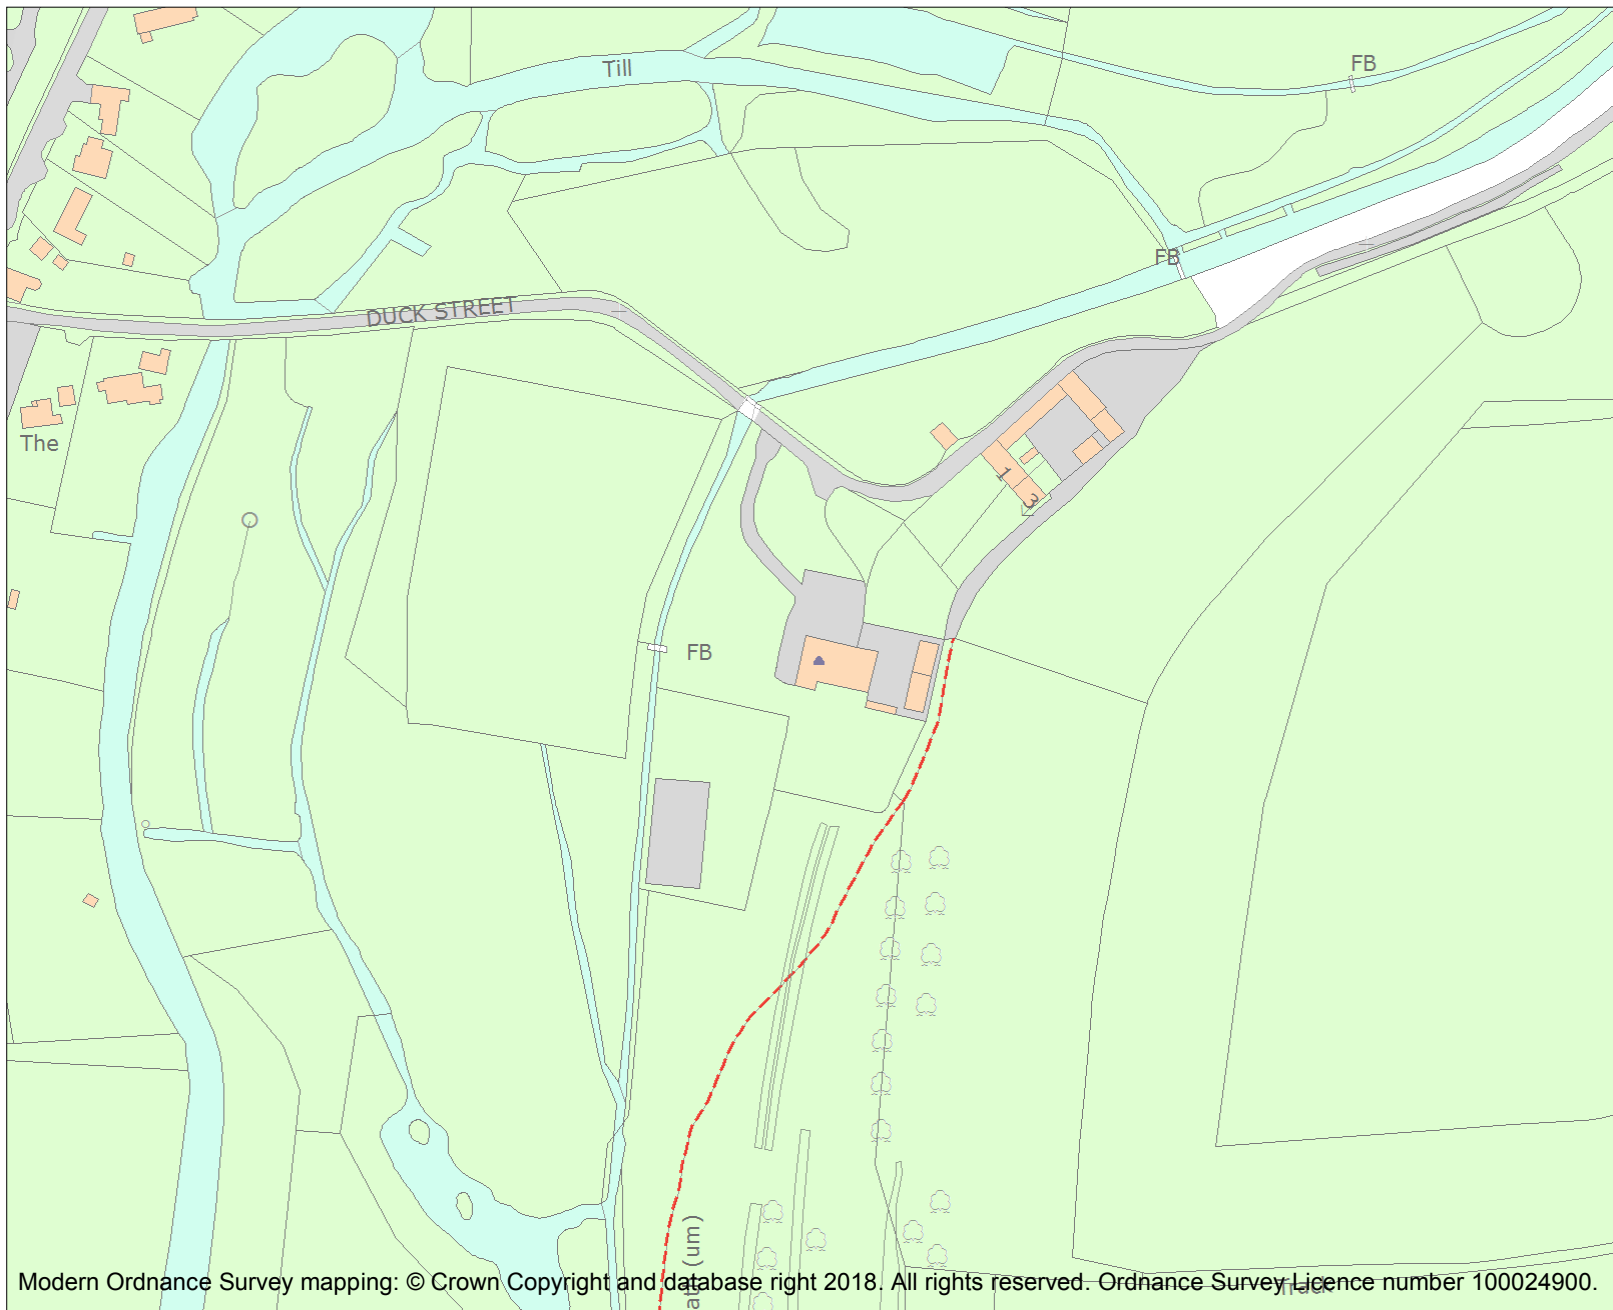 Till
FB
FB
DUCK STREET
The
1
3
FB
(um)
Modern Ordnance Survey mapping: © Crown Copyright and database right 2018. All rights reserved. Ordnance Survey Licence number 100024900.
Track